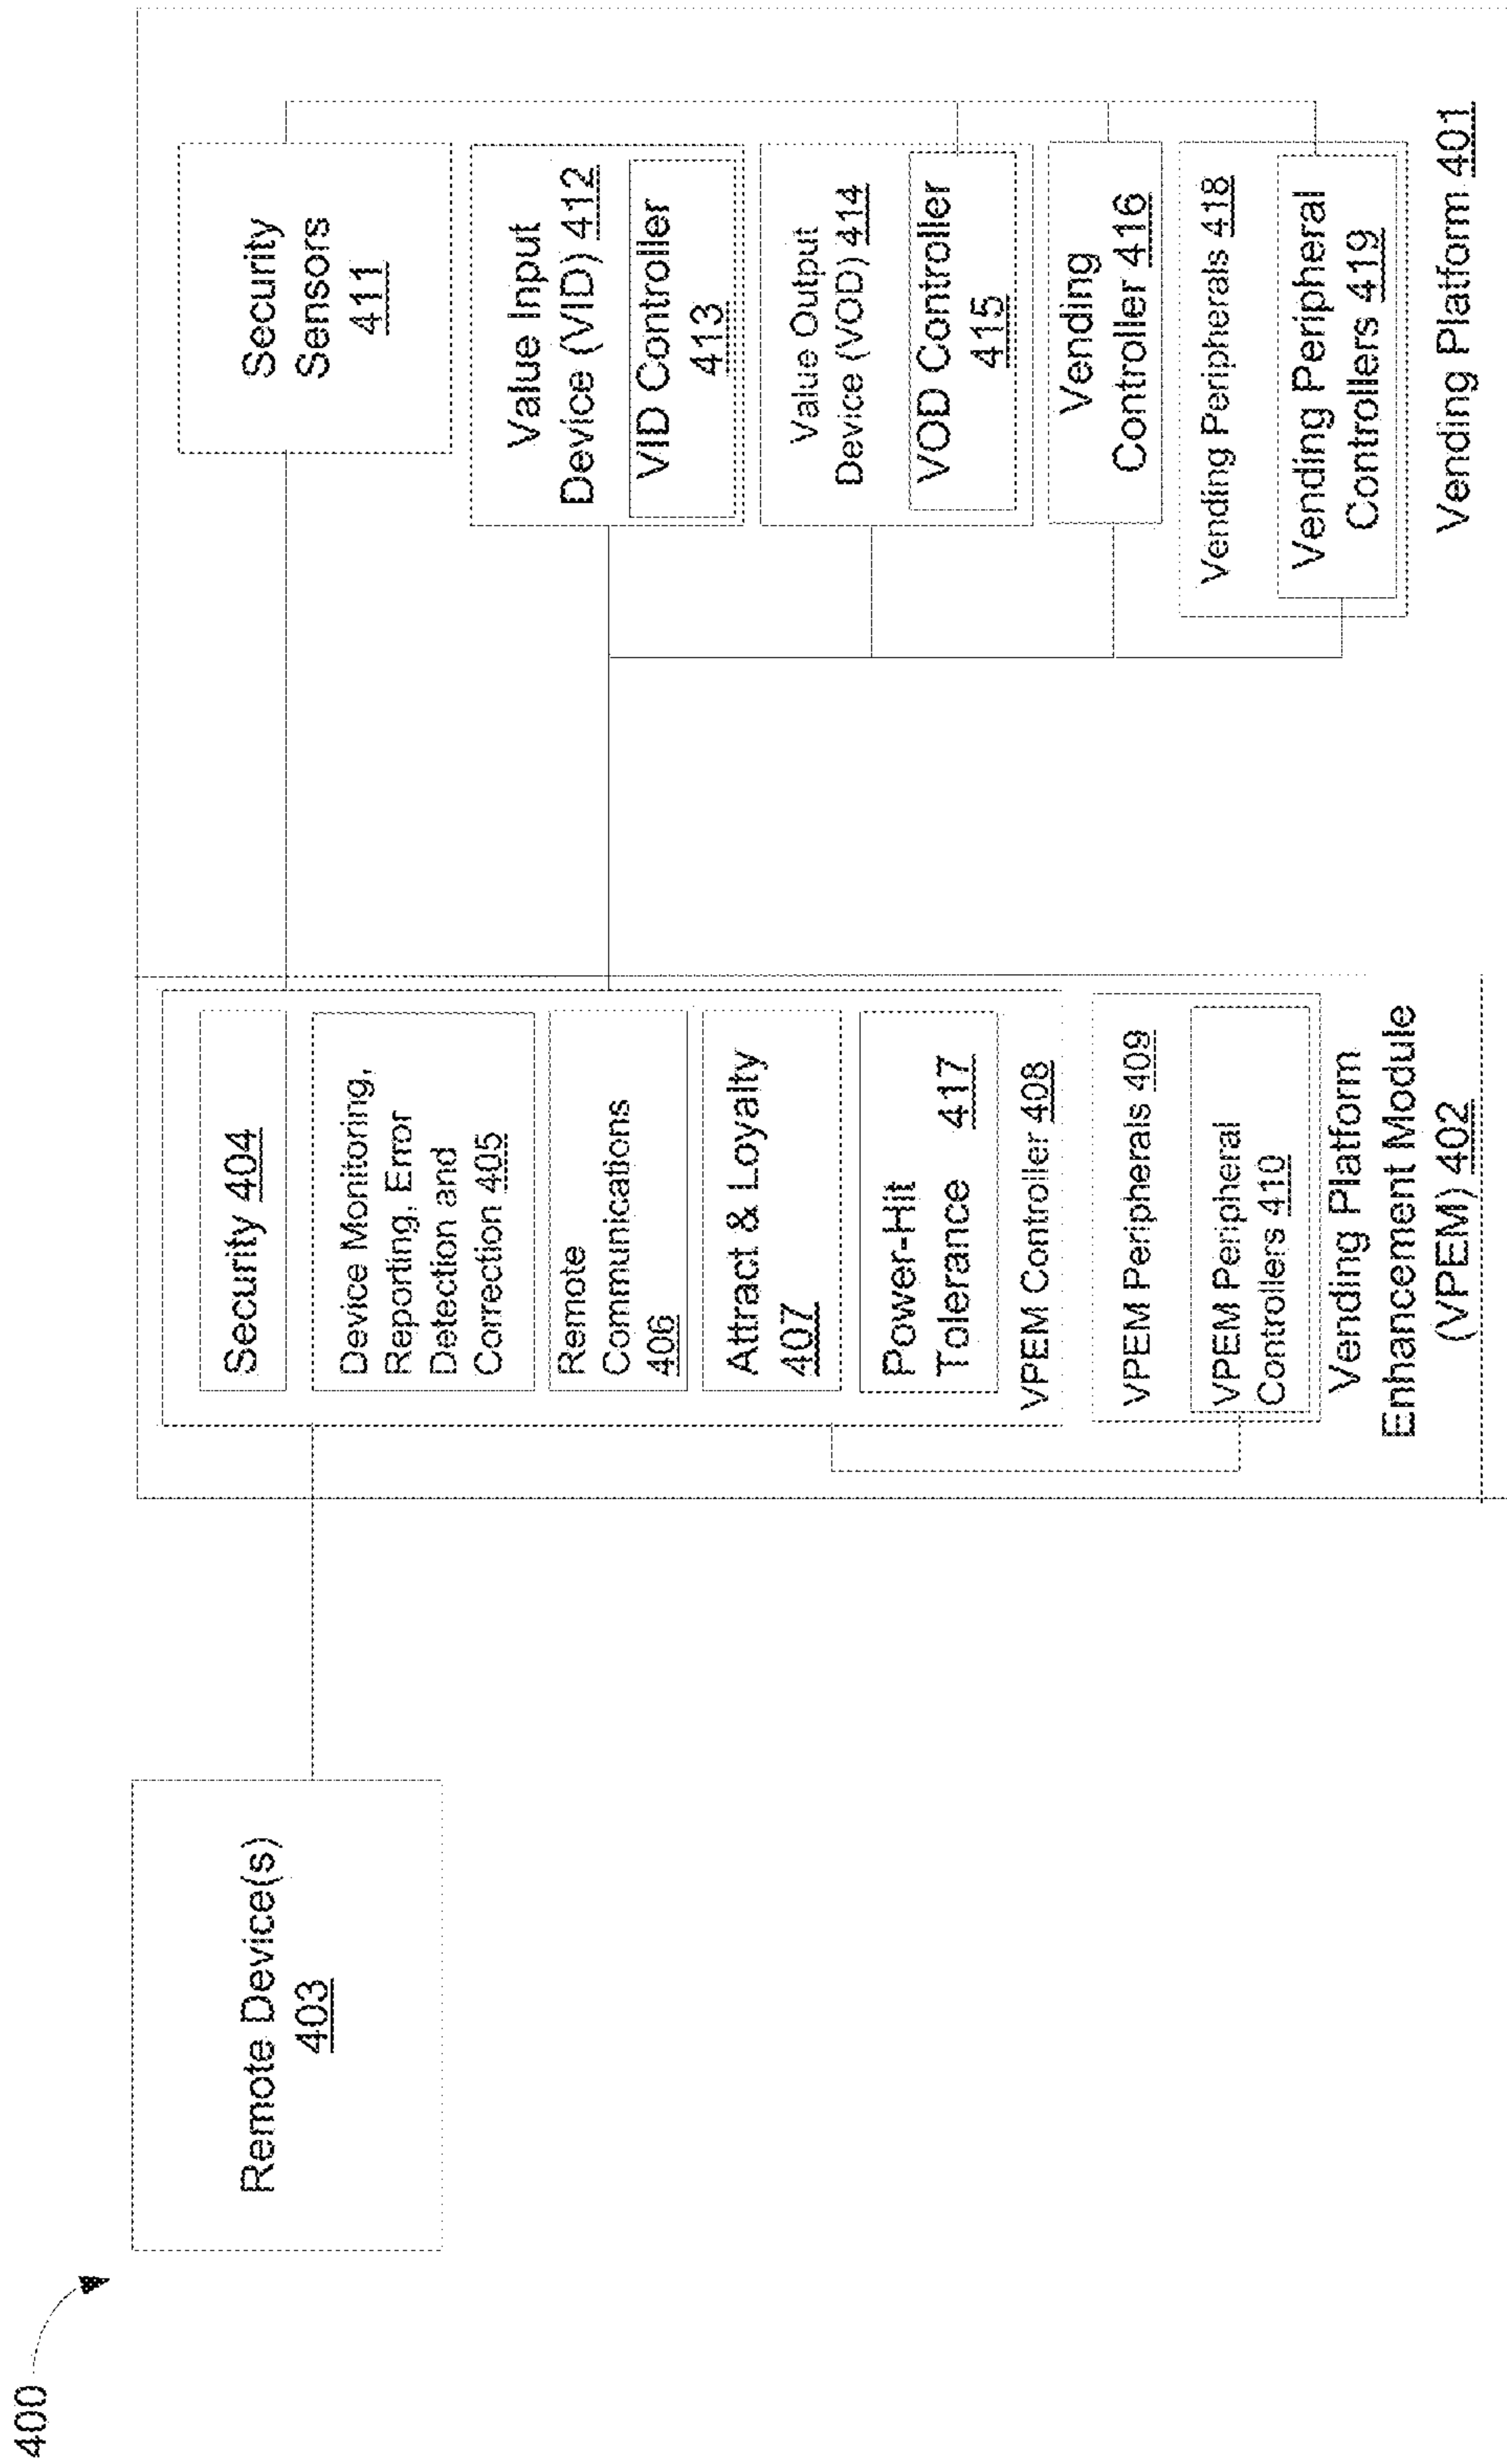 400
Remote Device(s)
403
Security 404
Device Monitoring,
Reporting, Error
Detection and
Correction 405
Remote
Communications
406
Attract & Loyalty
407
Power-Hit
Tolerance 417
VPEM Controller 408
VPEM Peripherals 409
VPEM Peripheral
Controllers 410
Vending Platform
Enhancement Module
(VPEM) 402
Security
Sensors
411
Value Input
Device (VID) 412
VID Controller
413
Value Output
Device (VOD) 414
VOD Controller
415
Vending
Controller 416
Vending Peripherals 418
Vending Peripheral
Controllers 419
Vending Platform 401